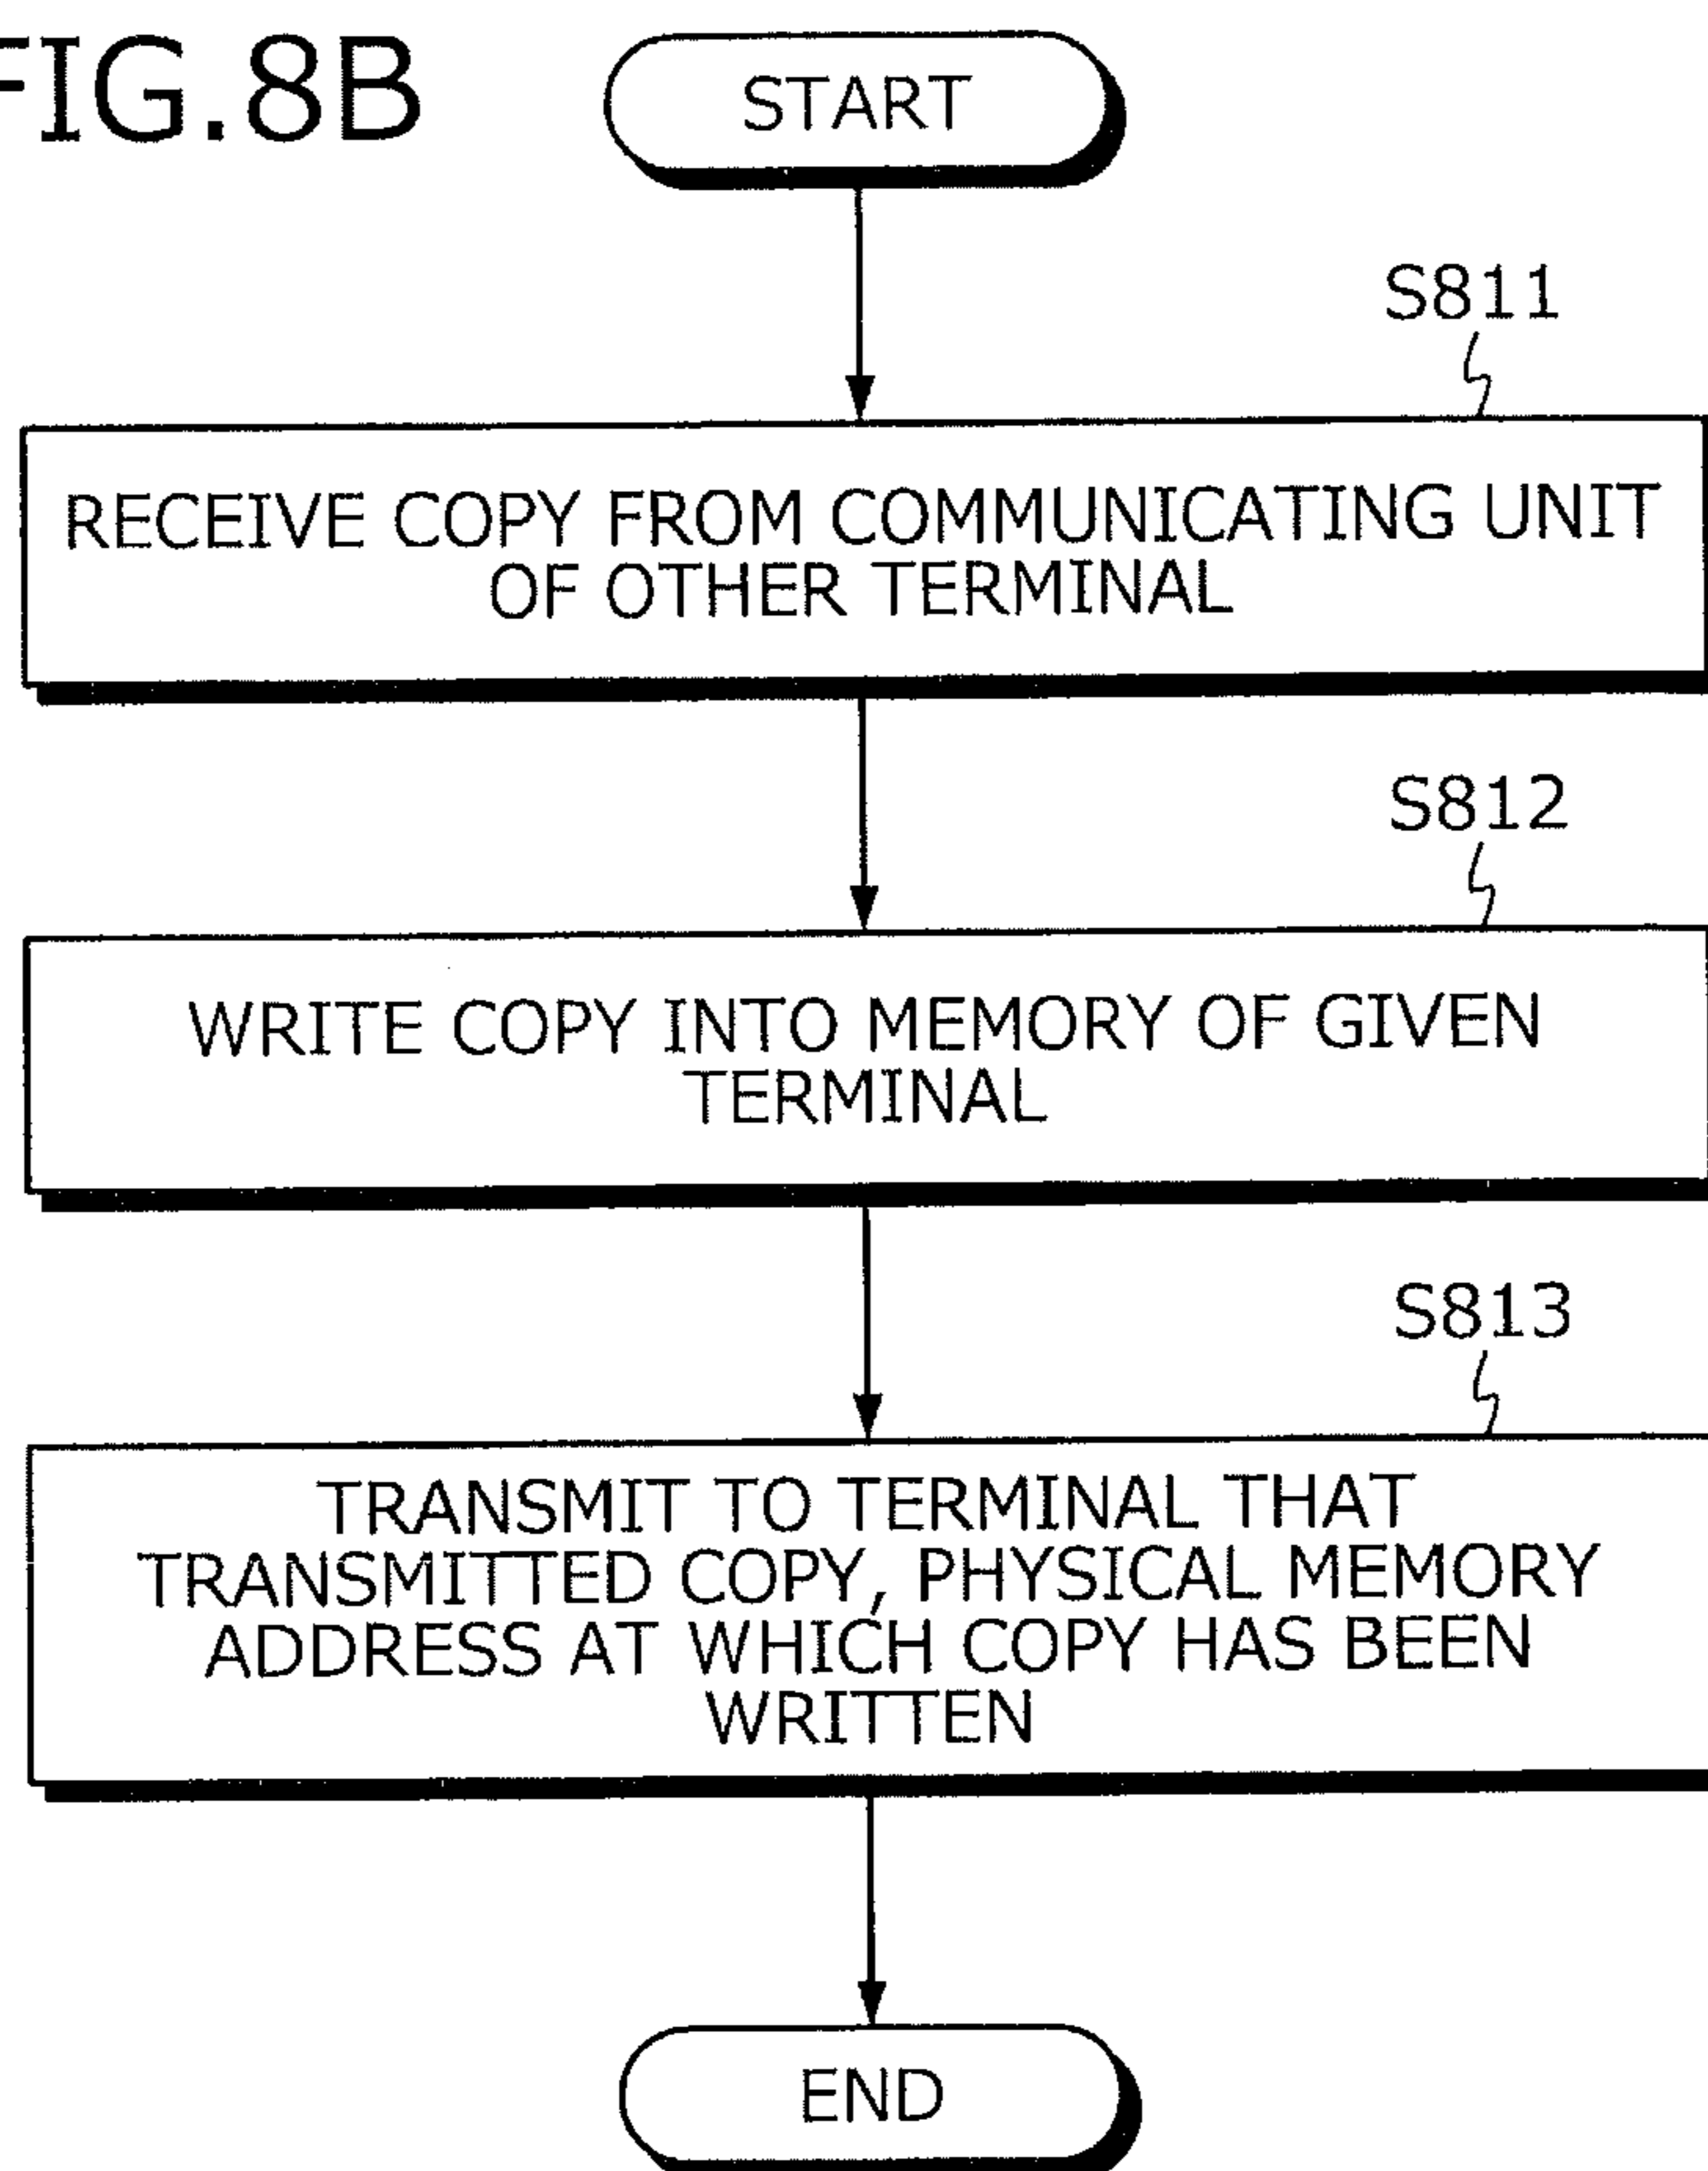 FIG.8B
START
S811
RECEIVE COPY FROM COMMUNICATING UNIT
OF OTHER TERMINAL
S812
WRITE COPY INTO MEMORY OF GIVEN
TERMINAL
S813
TRANSMIT TO TERMINAL THAT
TRANSMITTED COPY, PHYSICAL MEMORY
ADDRESS AT WHICH COPY HAS BEEN
WRITTEN
END